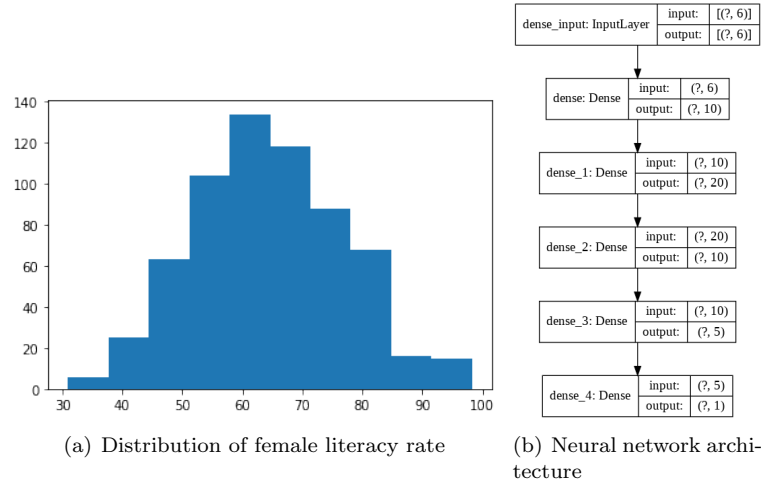 140
120
100
80
60
40
20
0
30 40 50 60 70 80 90 100
(a) Distribution of female literacy rate
dense_input: InputLayer
input: [(?, 6)]
output: [(?, 6)]
dense: Dense
input: (?, 6)
output: (?, 10)
dense_1: Dense
input: (?, 10)
output: (?, 20)
dense_2: Dense
input: (?, 20)
output: (?, 10)
dense_3: Dense
input: (?, 10)
output: (?, 5)
dense_4: Dense
input: (?, 5)
output: (?, 1)
(b) Neural network archi-
tecture